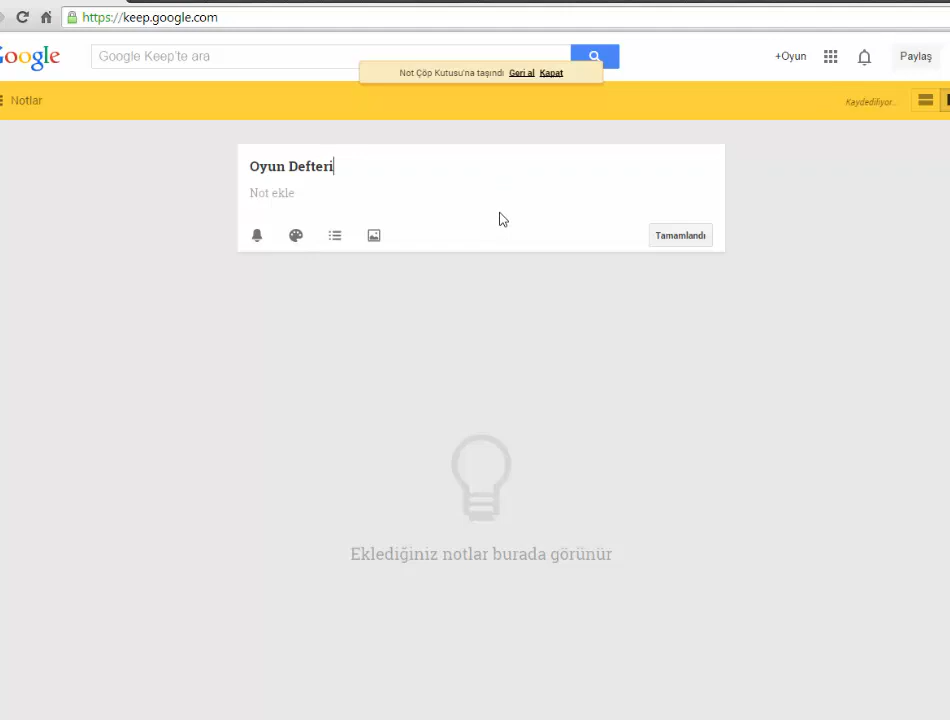 https://keep.google.com
Google
Google Keep'te ara
+Oyun
Paylaş
Not Çöp Kutusu'na taşındı Geri al Kapat
Notlar
Kaydediliyor...
Oyun Defteri
Not ekle
Tamamlandı
Eklediğiniz notlar burada görünür